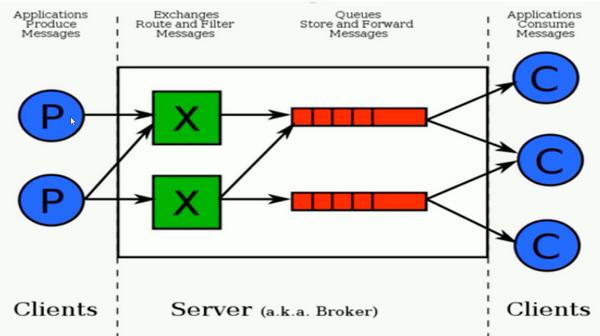 Applications
Produce
Messages
Exchanges
Route and Filter
Messages
Queues
Store and Forward
Messages
Applications
Consume
Messages
P
X
C
P
X
C
C
Clients
Server (a.k.a. Broker)
Clients